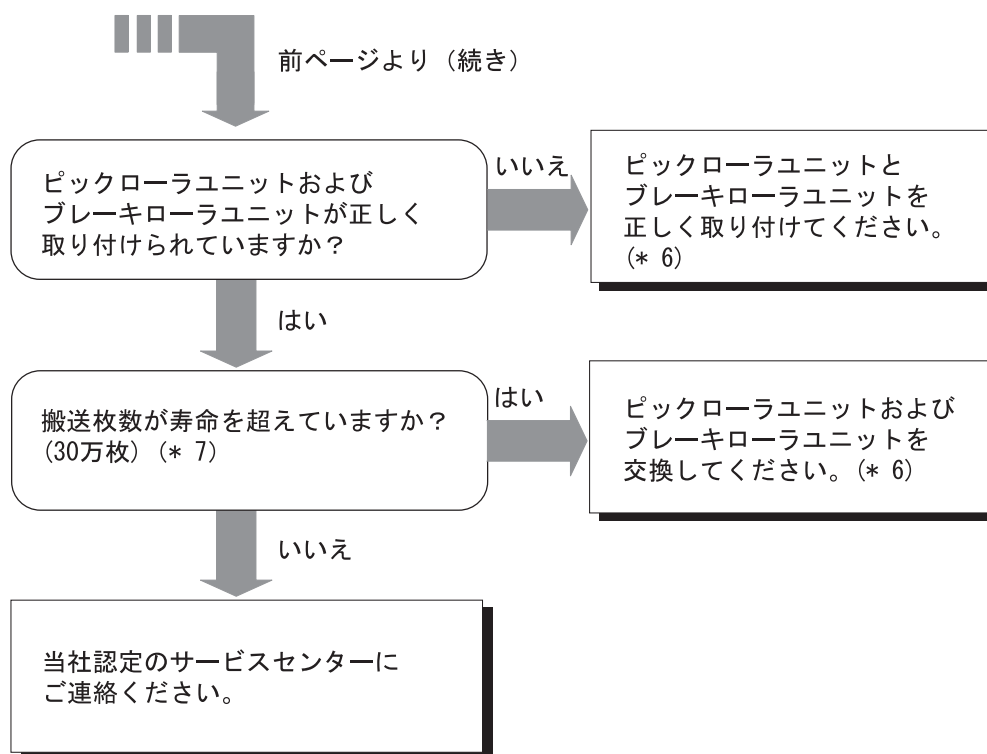 前ページより（続き）
ピックローラユニットおよび
ブレーキローラユニットが正しく
取り付けられていますか？
いいえ
ピックローラユニットと
ブレーキローラユニットを
正しく取り付けてください。
(* 6)
はい
搬送枚数が寿命を超えていますか？
(30万枚) (* 7)
はい
ピックローラユニットおよび
ブレーキローラユニットを
交換してください。(* 6)
いいえ
当社認定のサービスセンターに
ご連絡ください。